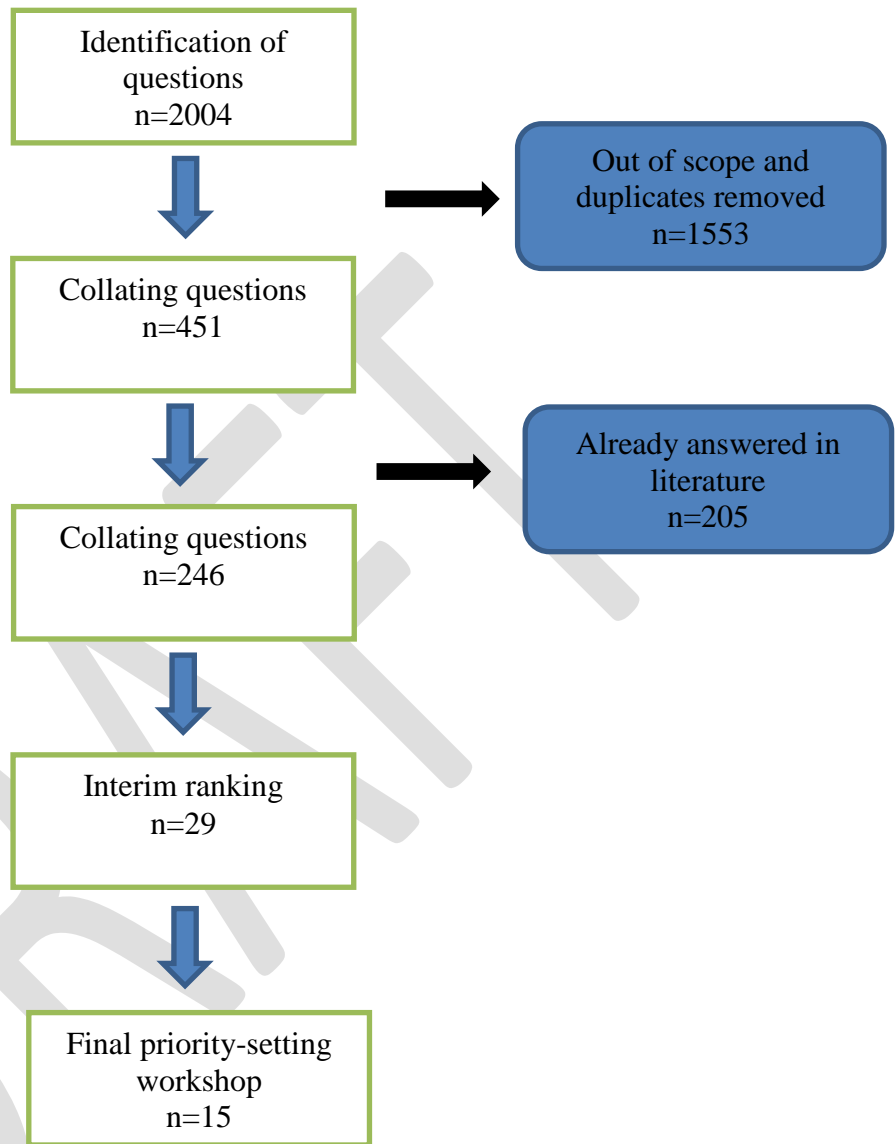 Identification of
questions
n=2004
Out of scope and
duplicates removed
n=1553
Collating questions
n=451
Already answered in
literature
n=205
Collating questions
n=246
Interim ranking
n=29
Final priority-setting
workshop
n=15
DRAFT